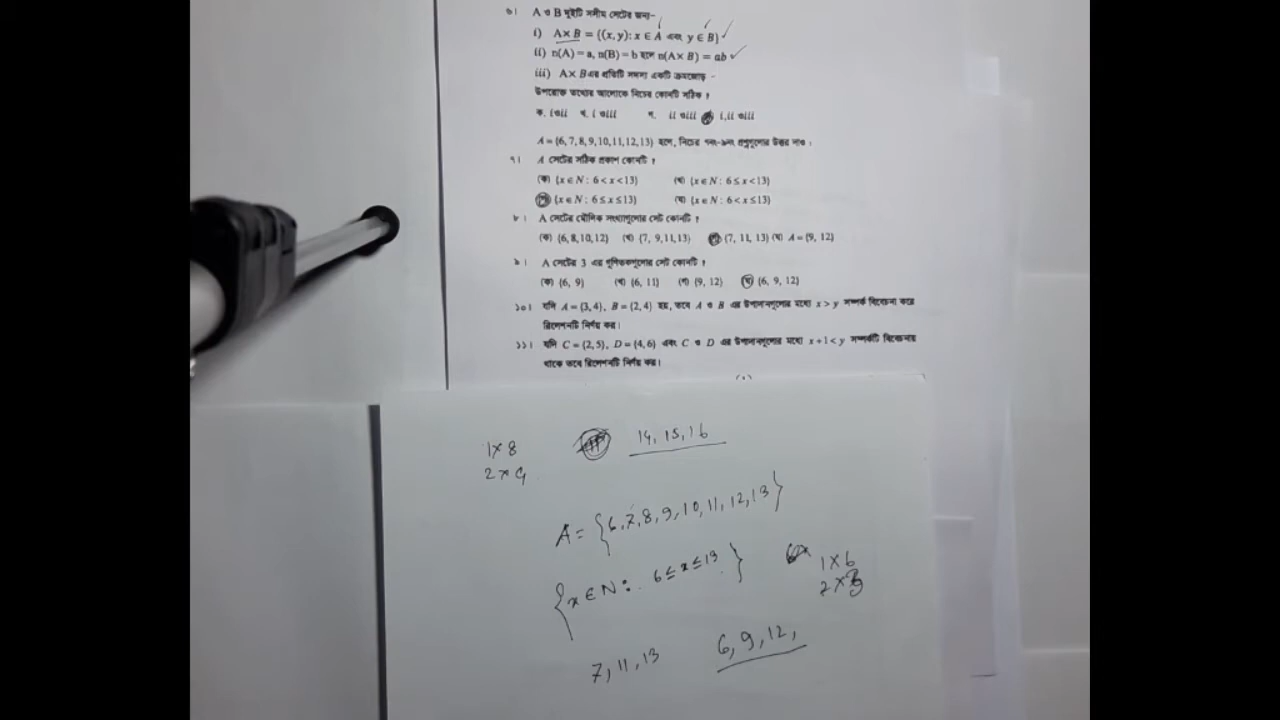 ৬। A ও B দুইটি সসীম সেটের জন্য-
i) A×B = {(x, y): x ∈ A এবং y ∈ B}
ii) n(A) = a, n(B) = b হলে n(A×B) = ab
iii) A×B এর প্রতিটি সদস্য একটি ক্রমজোড়
উপরোক্ত তথ্যের আলোকে নিচের কোনটি সঠিক ?
ক. i ও ii খ. i ও iii গ. ii ও iii i, ii ও iii
A = {6, 7, 8, 9, 10, 11, 12, 13} হলে, নিচের ৭নং-৯নং প্রশ্নগুলোর উত্তর দাও :
৭। A সেটের সঠিক প্রকাশ কোনটি ?
(ক) {x ∈ N : 6 < x < 13} (খ) {x ∈ N : 6 ≤ x < 13}
(গ) {x ∈ N : 6 ≤ x ≤ 13} (ঘ) {x ∈ N : 6 < x ≤ 13}
৮। A সেটের মৌলিক সংখ্যাগুলোর সেট কোনটি ?
(ক) {6, 8, 10, 12} (খ) {7, 9, 11, 13} (গ) {7, 11, 13} (ঘ) A = {9, 12}
৯। A সেটের 3 এর গুণিতকগুলোর সেট কোনটি ?
(ক) {6, 9} (খ) {6, 11} (গ) {9, 12} (ঘ) {6, 9, 12}
১০। যদি A = {3, 4}, B = {2, 4} হয়, তবে A ও B এর উপাদানগুলোর মধ্যে x > y সম্পর্ক বিবেচনা করে
রিলেশনটি নির্ণয় কর।
১১। যদি C = {2, 5}, D = {4, 6} এবং C ও D এর উপাদানগুলোর মধ্যে x + 1 < y সম্পর্কটি বিবেচনায়
থাকে তবে রিলেশনটি নির্ণয় কর।
1×8 14, 15, 16
2×4
A = {6, 7, 8, 9, 10, 11, 12, 13}
{x ∈ N : 6 ≤ x ≤ 13} 1×6
2×3
7, 11, 13 6, 9, 12,